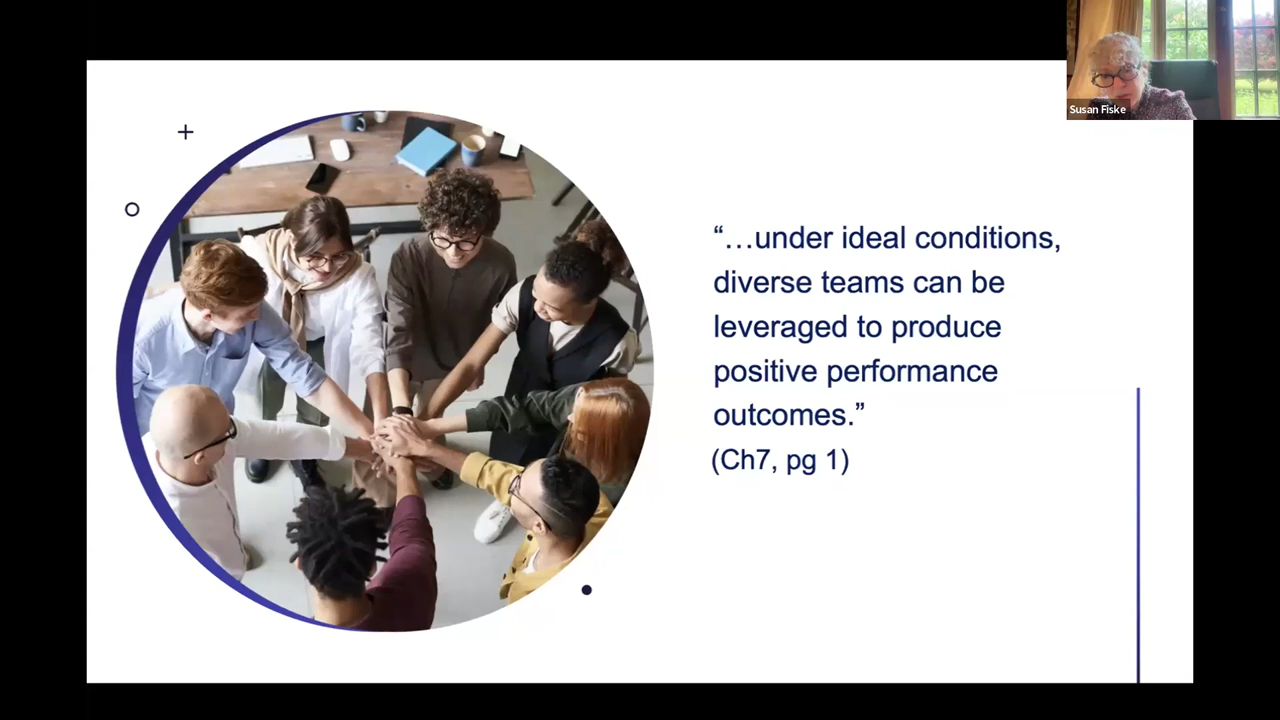 Susan Fiske
“…under ideal conditions,
diverse teams can be
leveraged to produce
positive performance
outcomes.”
(Ch7, pg 1)